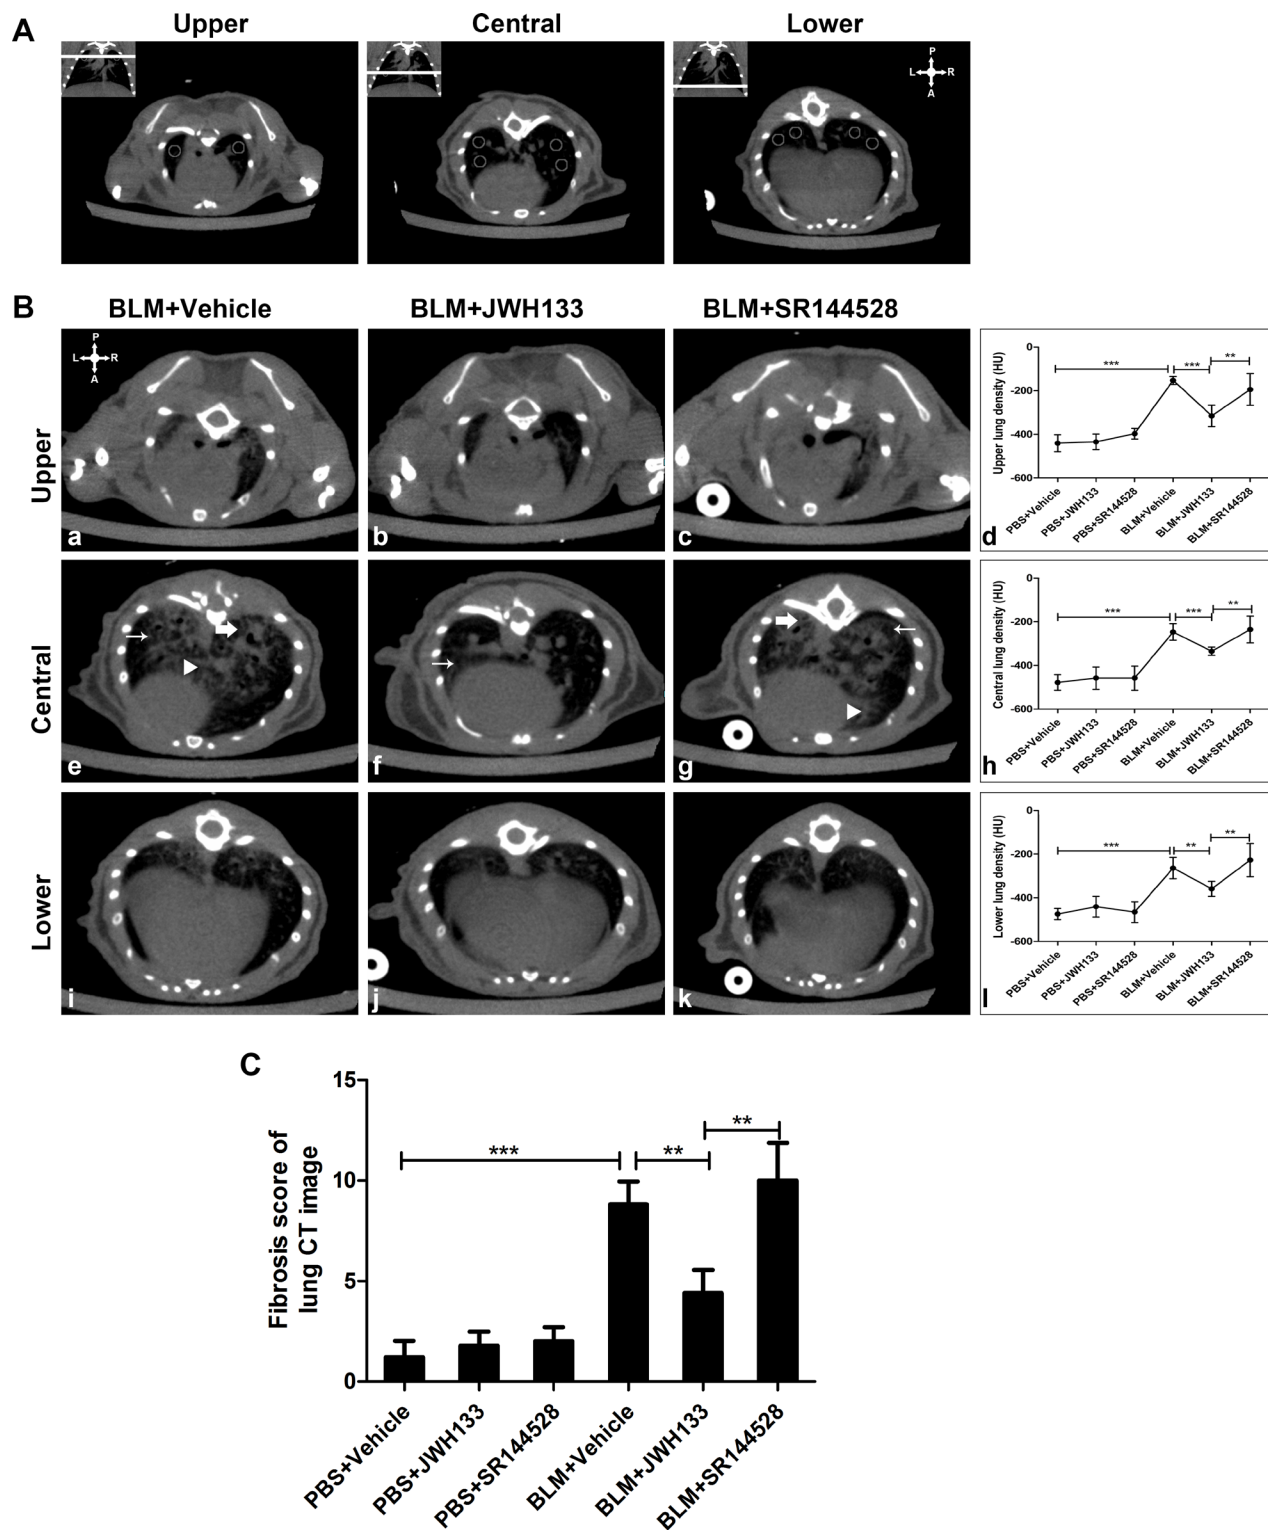 A
Upper
Central
Lower
P
L
R
A
B
BLM+Vehicle
BLM+JWH133
BLM+SR144528
P
L
R
A
Upper
a
b
c
d
Upper lung density (HU)
0
-200
-400
-600
***
***
**
PBS+Vehicle
PBS+JWH133
PBS+SR144528
BLM+Vehicle
BLM+JWH133
BLM+SR144528
Central
e
f
g
h
Central lung density (HU)
0
-200
-400
-600
***
***
**
PBS+Vehicle
PBS+JWH133
PBS+SR144528
BLM+Vehicle
BLM+JWH133
BLM+SR144528
Lower
i
j
k
l
Lower lung density (HU)
0
-200
-400
-600
***
**
**
PBS+Vehicle
PBS+JWH133
PBS+SR144528
BLM+Vehicle
BLM+JWH133
BLM+SR144528
C
Fibrosis score of
lung CT image
15
10
5
0
***
**
**
PBS+Vehicle
PBS+JWH133
PBS+SR144528
BLM+Vehicle
BLM+JWH133
BLM+SR144528